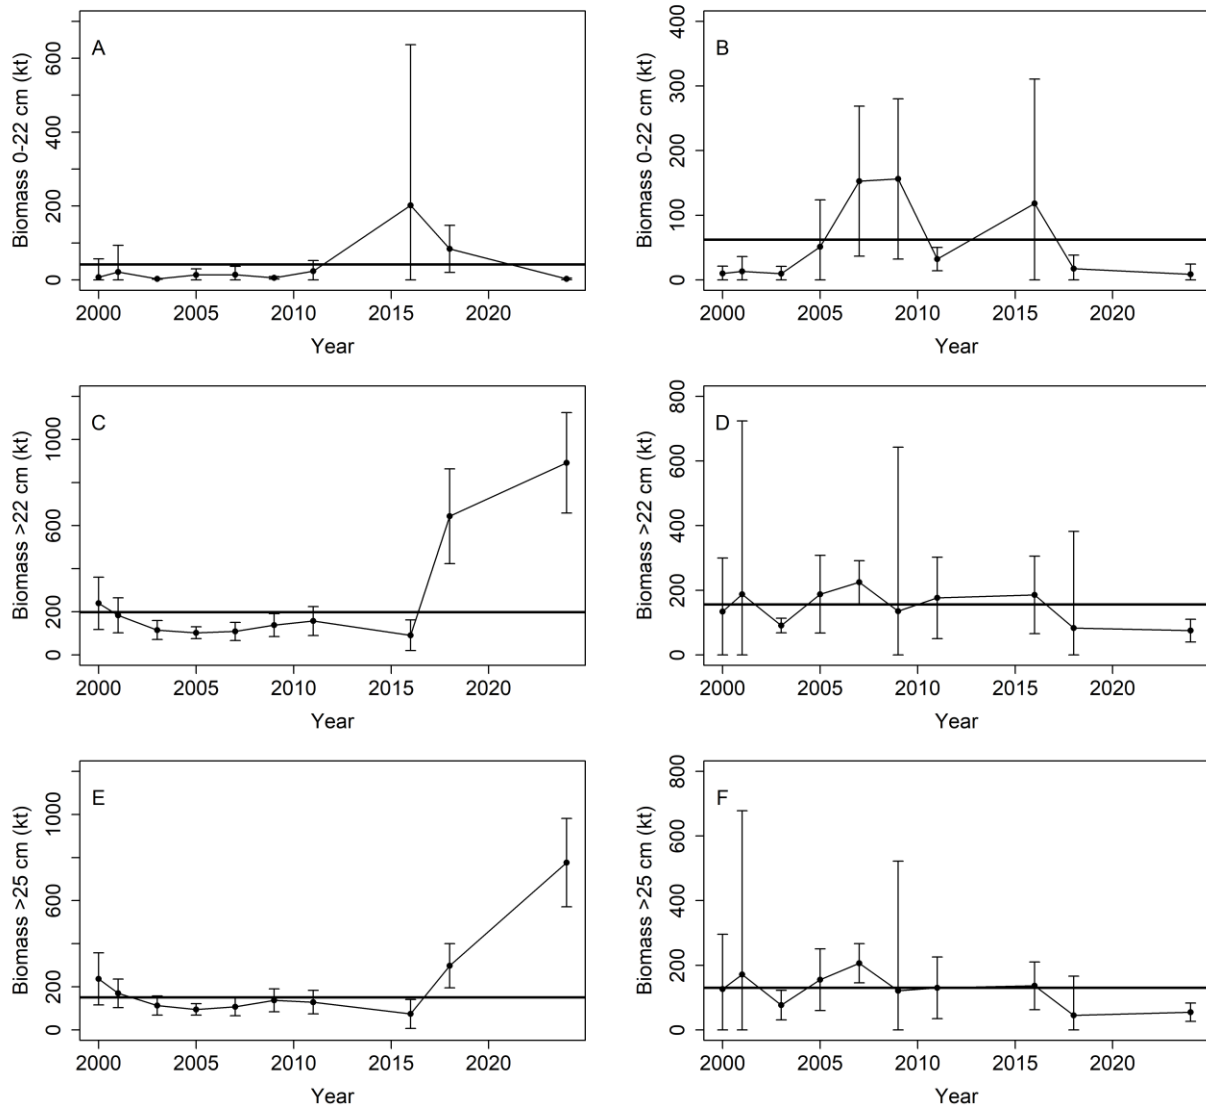 A
Biomass 0-22 cm (kt)
0 200 400 600
2000 2005 2010 2015 2020
Year
B
Biomass 0-22 cm (kt)
0 100 200 300 400
2000 2005 2010 2015 2020
Year
C
Biomass >22 cm (kt)
0 200 600 1000
2000 2005 2010 2015 2020
Year
D
Biomass >22 cm (kt)
0 200 400 600 800
2000 2005 2010 2015 2020
Year
E
Biomass >25 cm (kt)
0 200 600 1000
2000 2005 2010 2015 2020
Year
F
Biomass >25 cm (kt)
0 200 400 600 800
2000 2005 2010 2015 2020
Year